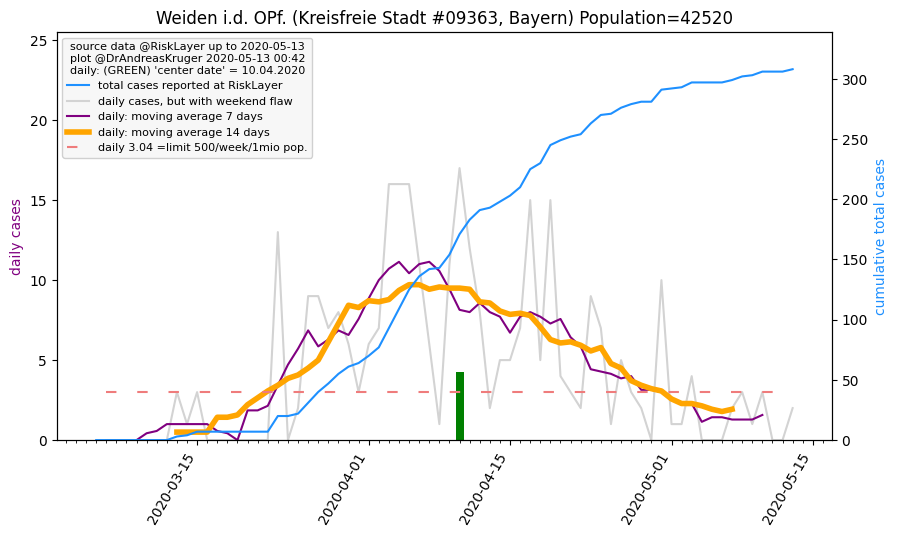 Weiden i.d. OPf. (Kreisfreie Stadt #09363, Bayern) Population=42520
source data @RiskLayer up to 2020-05-13
plot @DrAndreasKruger 2020-05-13 00:42
daily: (GREEN) 'center date' = 10.04.2020
total cases reported at RiskLayer
daily cases, but with weekend flaw
daily: moving average 7 days
daily: moving average 14 days
daily 3.04 =limit 500/week/1mio pop.
daily cases
25
20
15
10
5
0
cumulative total cases
300
250
200
150
100
50
0
2020-03-15
2020-04-01
2020-04-15
2020-05-01
2020-05-15